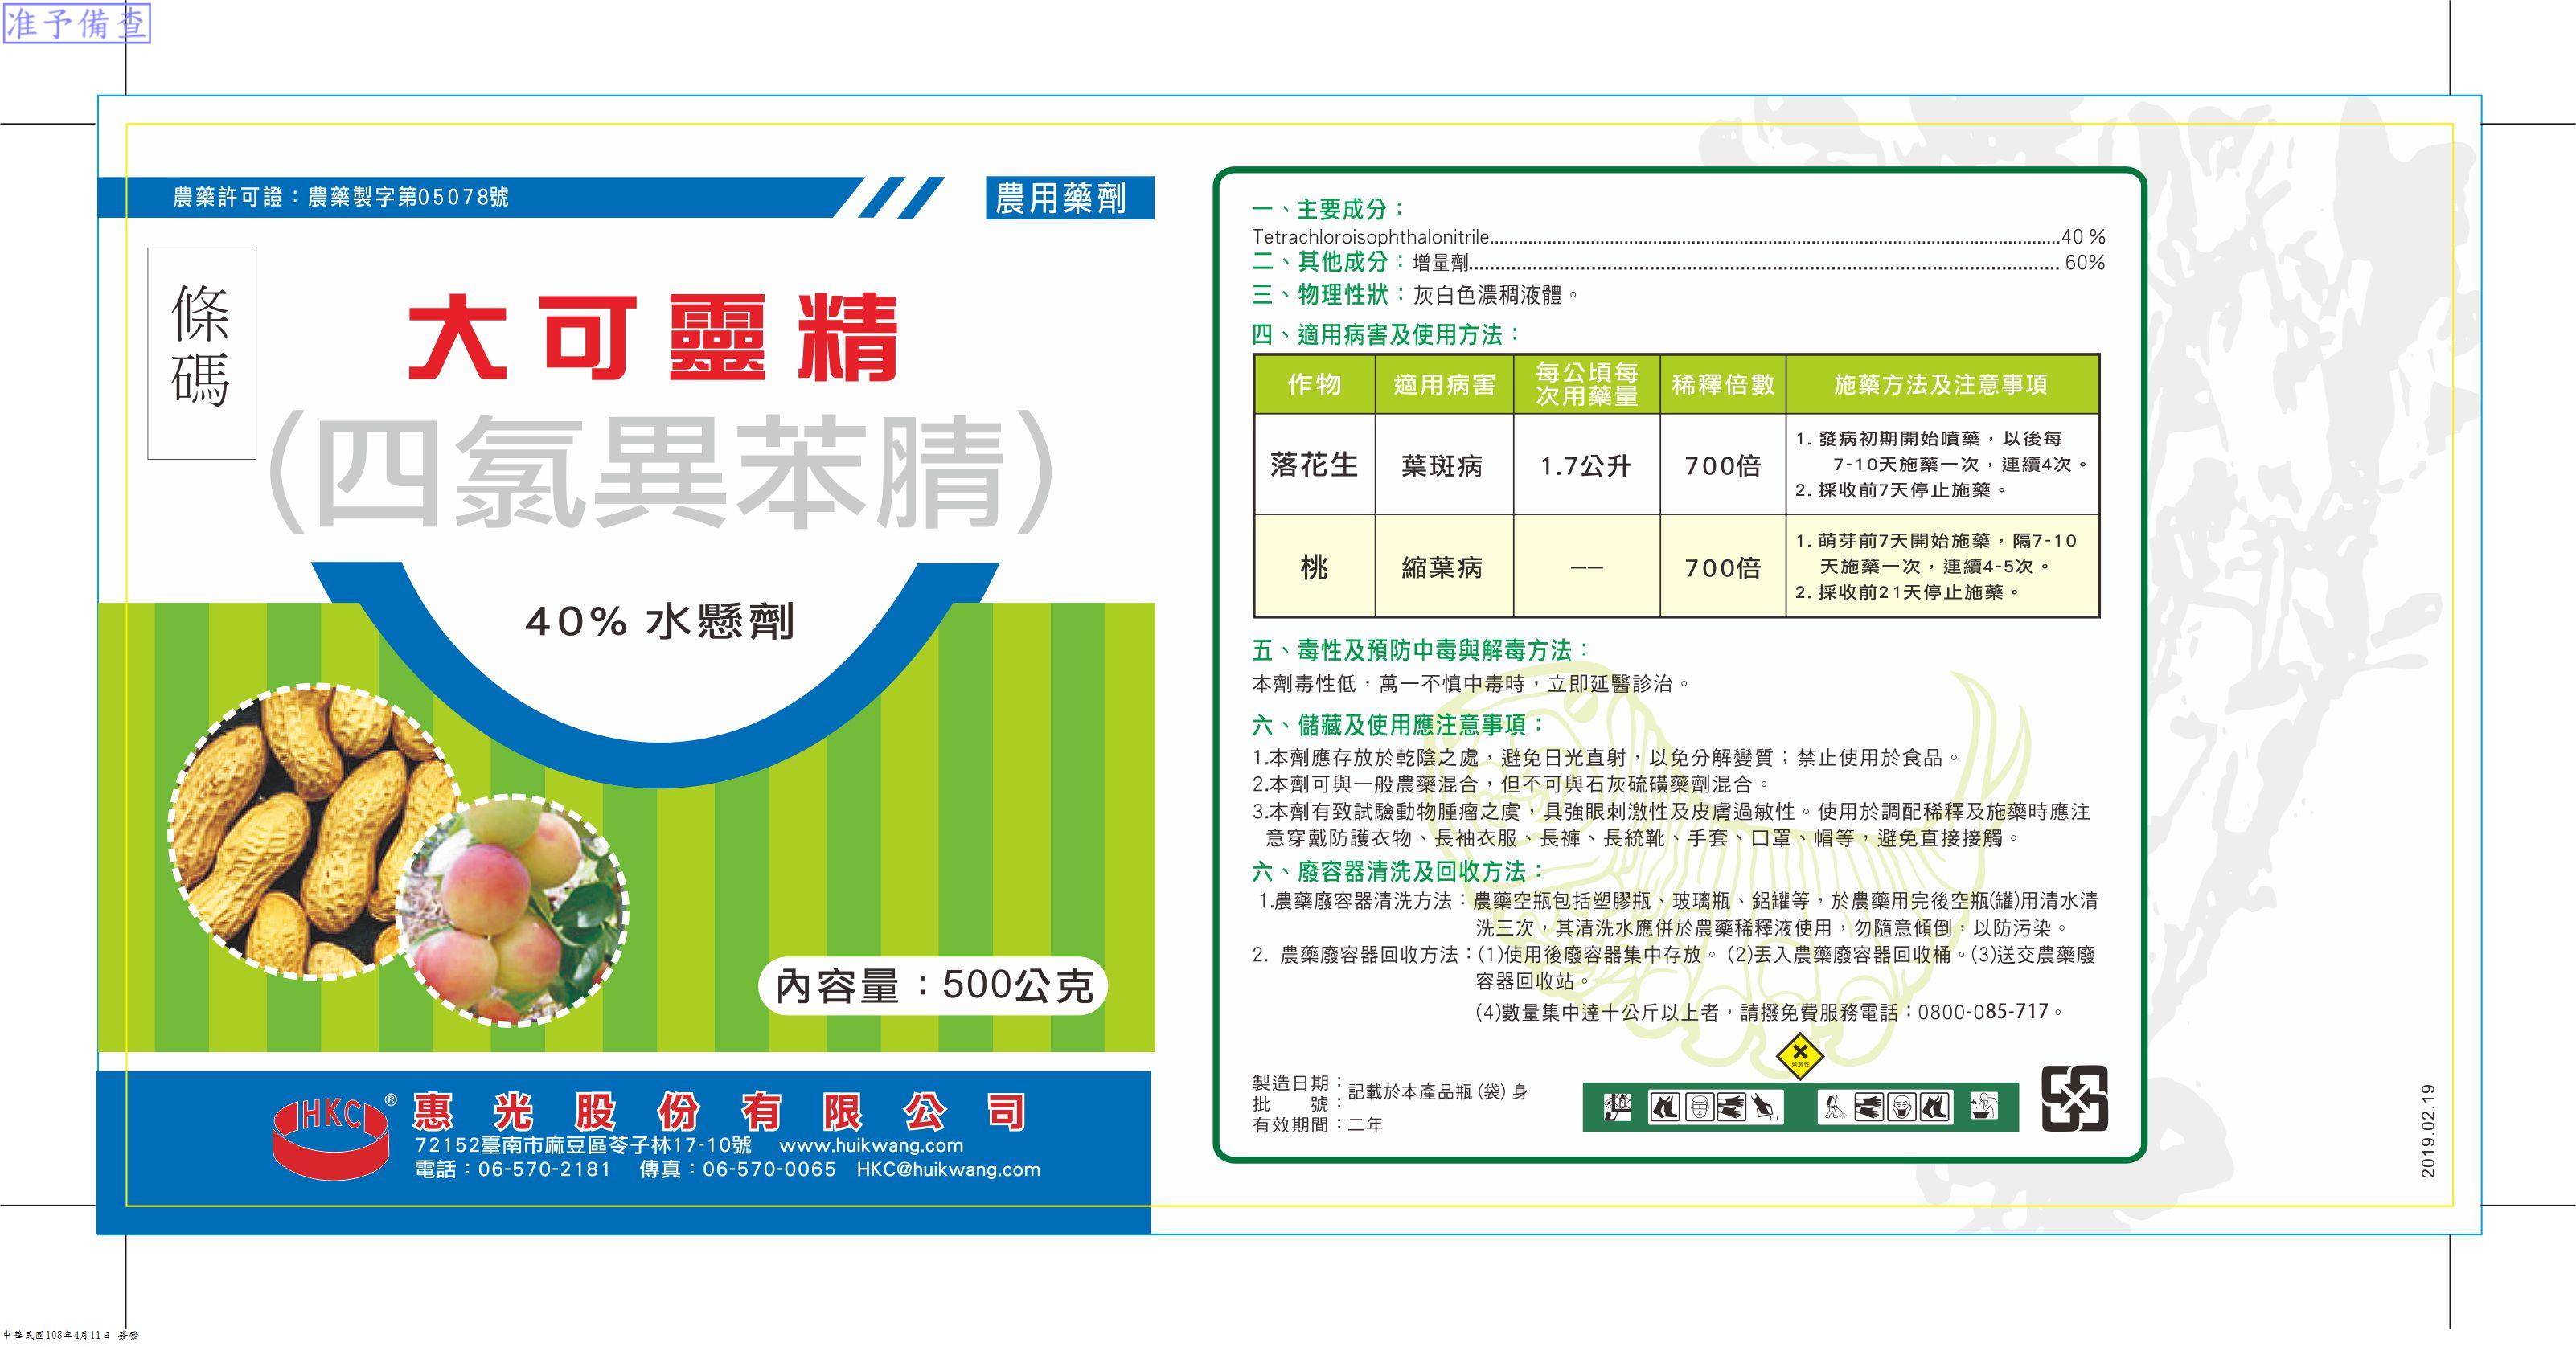 准予備查
農藥許可證：農藥製字第05078號
農用藥劑
條碼
大可靈精
(四氯異苯腈)
40% 水懸劑
內容量：500公克
HKC®
惠光股份有限公司
72152臺南市麻豆區苓子林17-10號 www.huikwang.com
電話：06-570-2181 傳真：06-570-0065 HKC@huikwang.com
一、主要成分：
Tetrachloroisophthalonitrile........40 %
二、其他成分：增量劑........ 60%
三、物理性狀：灰白色濃稠液體。
四、適用病害及使用方法：
作物 適用病害 每公頃每次用藥量 稀釋倍數 施藥方法及注意事項
落花生 葉斑病 1.7公升 700倍
1. 發病初期開始噴藥，以後每
7-10天施藥一次，連續4次。
2. 採收前7天停止施藥。
桃 縮葉病 —— 700倍
1. 萌芽前7天開始施藥，隔7-10
天施藥一次，連續4-5次。
2. 採收前21天停止施藥。
五、毒性及預防中毒與解毒方法：
本劑毒性低，萬一不慎中毒時，立即延醫診治。
六、儲藏及使用應注意事項：
1.本劑應存放於乾陰之處，避免日光直射，以免分解變質；禁止使用於食品。
2.本劑可與一般農藥混合，但不可與石灰硫磺藥劑混合。
3.本劑有致試驗動物腫瘤之虞，具強眼刺激性及皮膚過敏性。使用於調配稀釋及施藥時應注
意穿戴防護衣物、長袖衣服、長褲、長統靴、手套、口罩、帽等，避免直接接觸。
六、廢容器清洗及回收方法：
1.農藥廢容器清洗方法：農藥空瓶包括塑膠瓶、玻璃瓶、鋁罐等，於農藥用完後空瓶(罐)用清水清
洗三次，其清洗水應併於農藥稀釋液使用，勿隨意傾倒，以防污染。
2. 農藥廢容器回收方法：(1)使用後廢容器集中存放。(2)丟入農藥廢容器回收桶。(3)送交農藥廢
容器回收站。
(4)數量集中達十公斤以上者，請撥免費服務電話：0800-085-717。
製造日期：
批 號：
記載於本產品瓶(袋)身
有效期間：二年
2019.02.19
中華民國108年4月11日 簽發